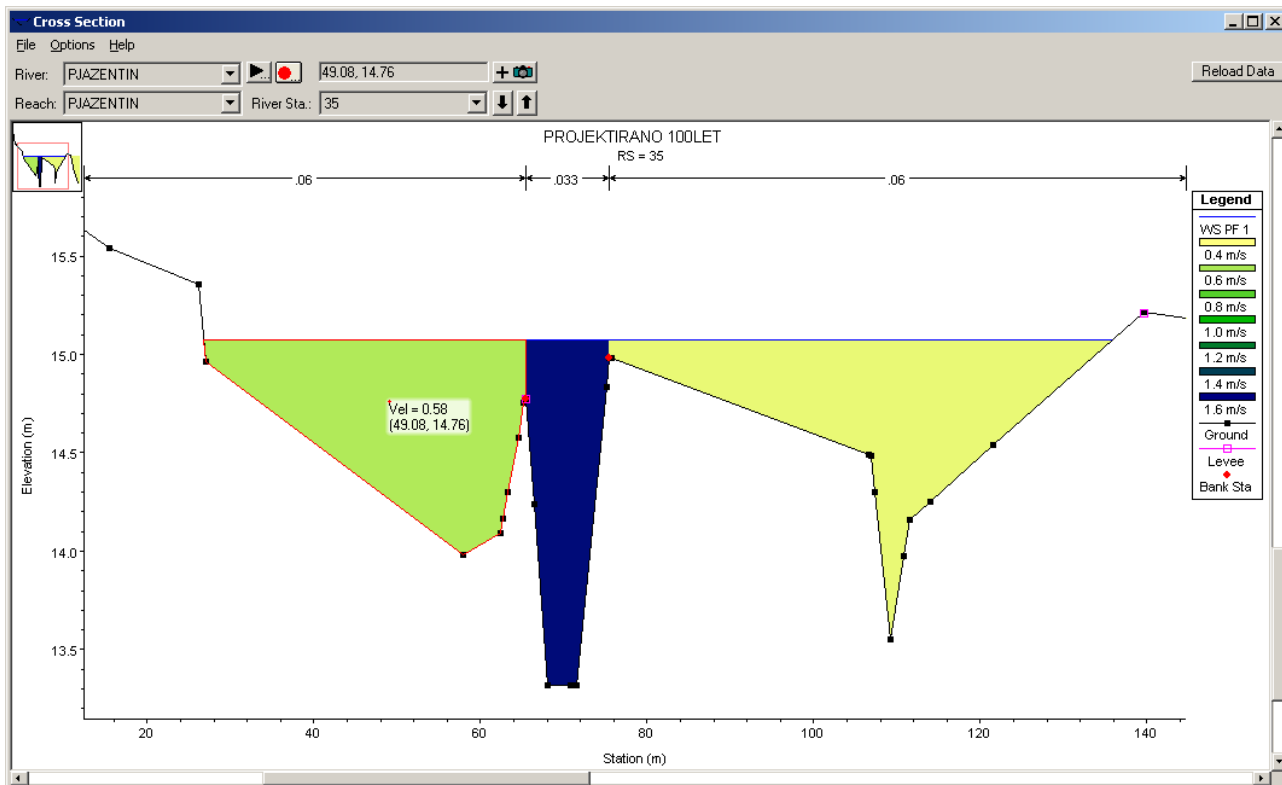 Cross Section
File Options Help
River: PJAZENTIN 49.08, 14.76 Reload Data
Reach: PJAZENTIN River Sta.: 35
PROJEKTIRANO 100LET
RS = 35
.06 .033 .06
Legend
WS PF 1
0.4 m/s
0.6 m/s
0.8 m/s
1.0 m/s
1.2 m/s
1.4 m/s
1.6 m/s
Ground
Levee
Bank Sta
15.5
15.0
14.5
14.0
13.5
Elevation (m)
Vel = 0.58
(49.08, 14.76)
20 40 60 80 100 120 140
Station (m)